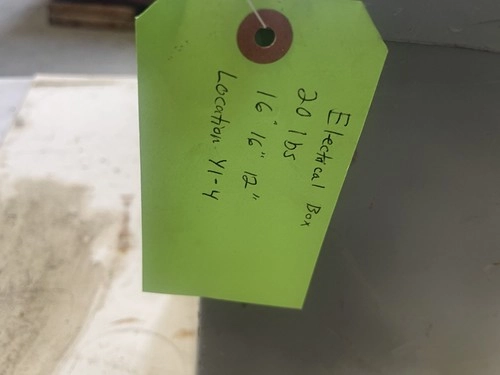 Electrical Box
20 lbs
16" 16" 12"
Location: Y1-4